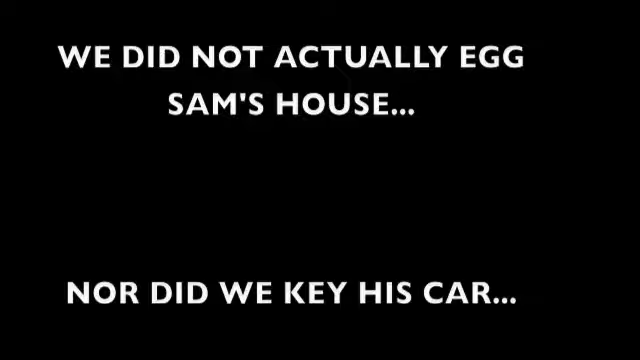 WE DID NOT ACTUALLY EGG
SAM'S HOUSE...
NOR DID WE KEY HIS CAR...